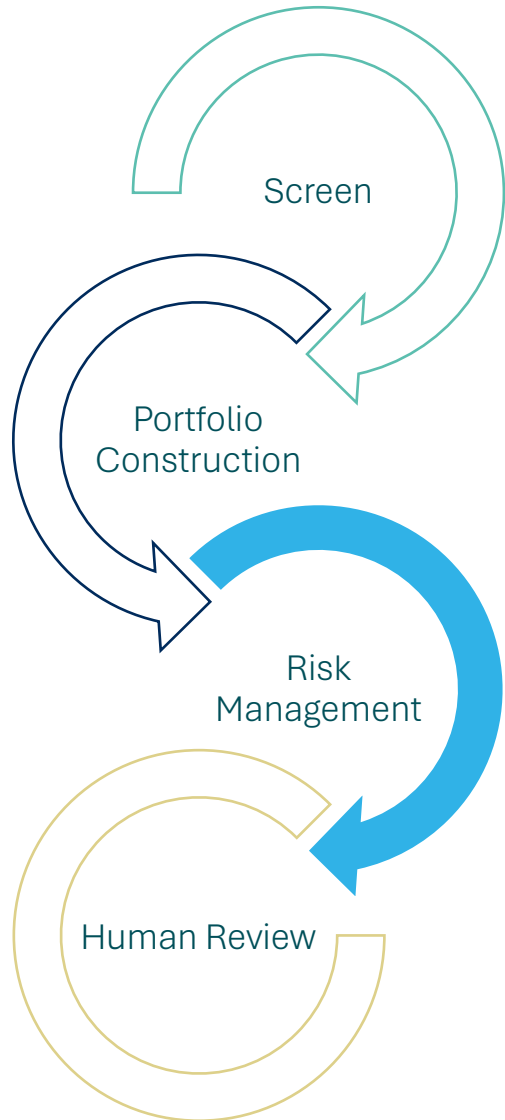 Screen
Portfolio
Construction
Risk
Management
Human Review